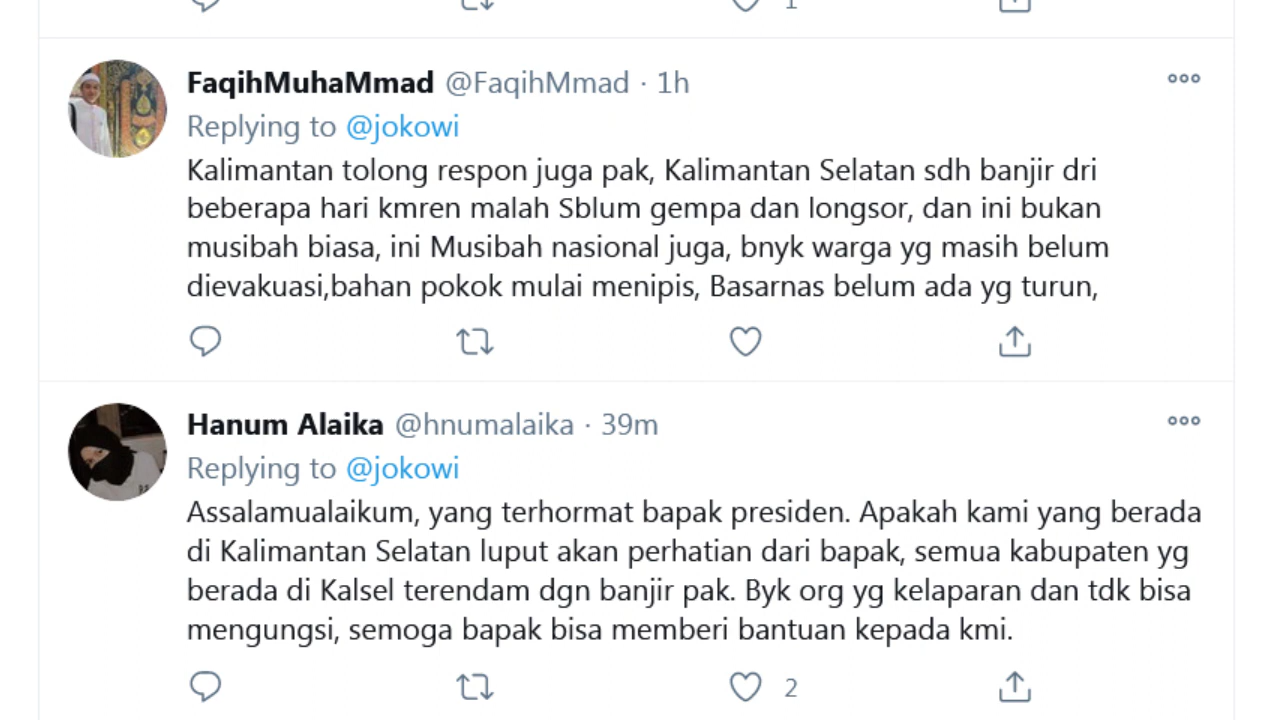 1
FaqihMuhaMmad @FaqihMmad · 1h
Replying to @jokowi
Kalimantan tolong respon juga pak, Kalimantan Selatan sdh banjir dri
beberapa hari kmren malah Sblum gempa dan longsor, dan ini bukan
musibah biasa, ini Musibah nasional juga, bnyk warga yg masih belum
dievakuasi,bahan pokok mulai menipis, Basarnas belum ada yg turun,
Hanum Alaika @hnumalaika · 39m
Replying to @jokowi
Assalamualaikum, yang terhormat bapak presiden. Apakah kami yang berada
di Kalimantan Selatan luput akan perhatian dari bapak, semua kabupaten yg
berada di Kalsel terendam dgn banjir pak. Byk org yg kelaparan dan tdk bisa
mengungsi, semoga bapak bisa memberi bantuan kepada kmi.
2